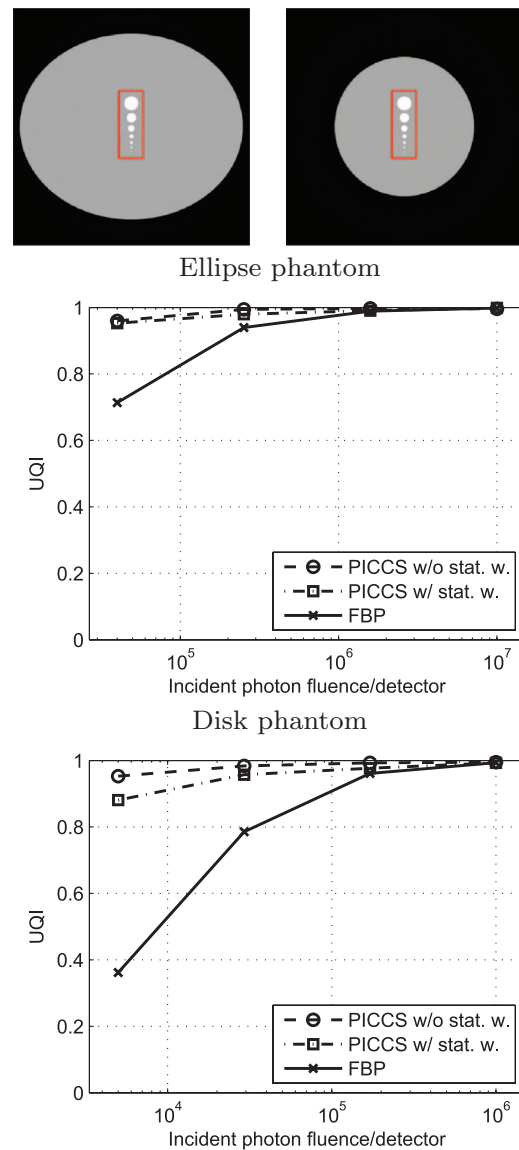 Ellipse phantom
1
0.8
0.6
0.4
0.2
0
UQI
PICCS w/o stat. w.
PICCS w/ stat. w.
FBP
10^5
10^6
10^7
Incident photon fluence/detector
Disk phantom
1
0.8
0.6
0.4
0.2
0
UQI
PICCS w/o stat. w.
PICCS w/ stat. w.
FBP
10^4
10^5
10^6
Incident photon fluence/detector